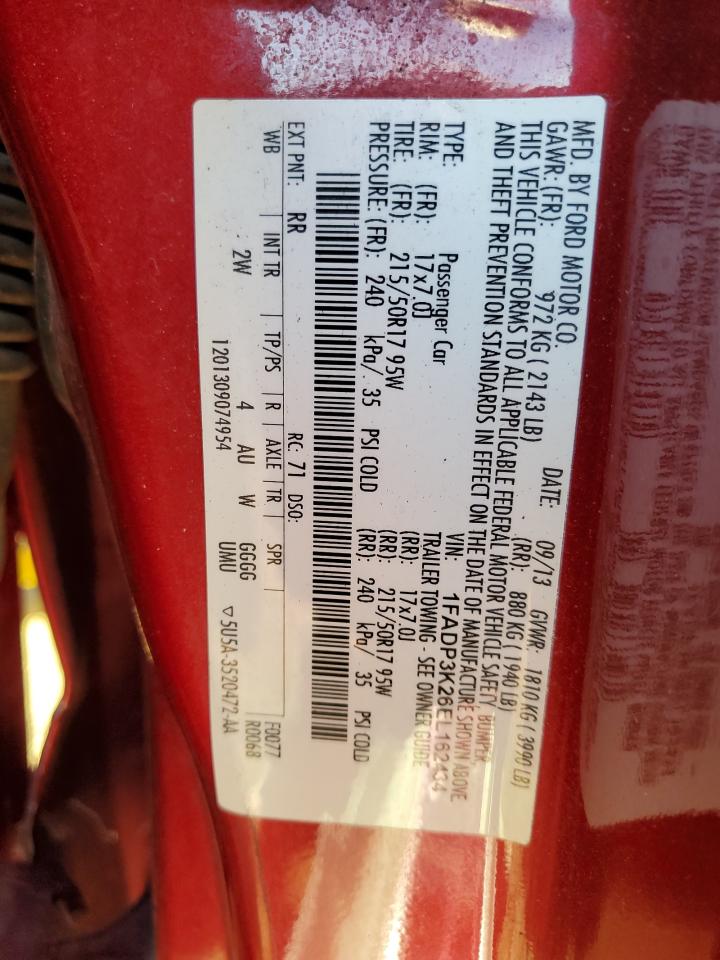 MFD. BY FORD MOTOR CO.
DATE: 09/13 GVWR: 1810 KG ( 3990 LB)
GAWR: (FR): 972 KG ( 2143 LB) (RR): 880 KG ( 1940 LB)
THIS VEHICLE CONFORMS TO ALL APPLICABLE FEDERAL MOTOR VEHICLE SAFETY, BUMPER,
AND THEFT PREVENTION STANDARDS IN EFFECT ON THE DATE OF MANUFACTURE SHOWN ABOVE
VIN: 1FADP3K26EL162434
TYPE: Passenger Car TRAILER TOWING - SEE OWNER GUIDE
RIM: (FR): 17x7.0J (RR): 17x7.0J
TIRE: (FR): 215/50R17 95W (RR): 215/50R17 95W
PRESSURE: (FR): 240 kPa/ 35 PSI COLD (RR): 240 kPa/ 35 PSI COLD
EXT PNT: RR RC: 71 DSO:
F0077
WB INT TR TP/PS R AXLE TR SPR R0068
2W 4 AU W GGGG
UMU
1201309074954 ▽5U5A-3520472-AA